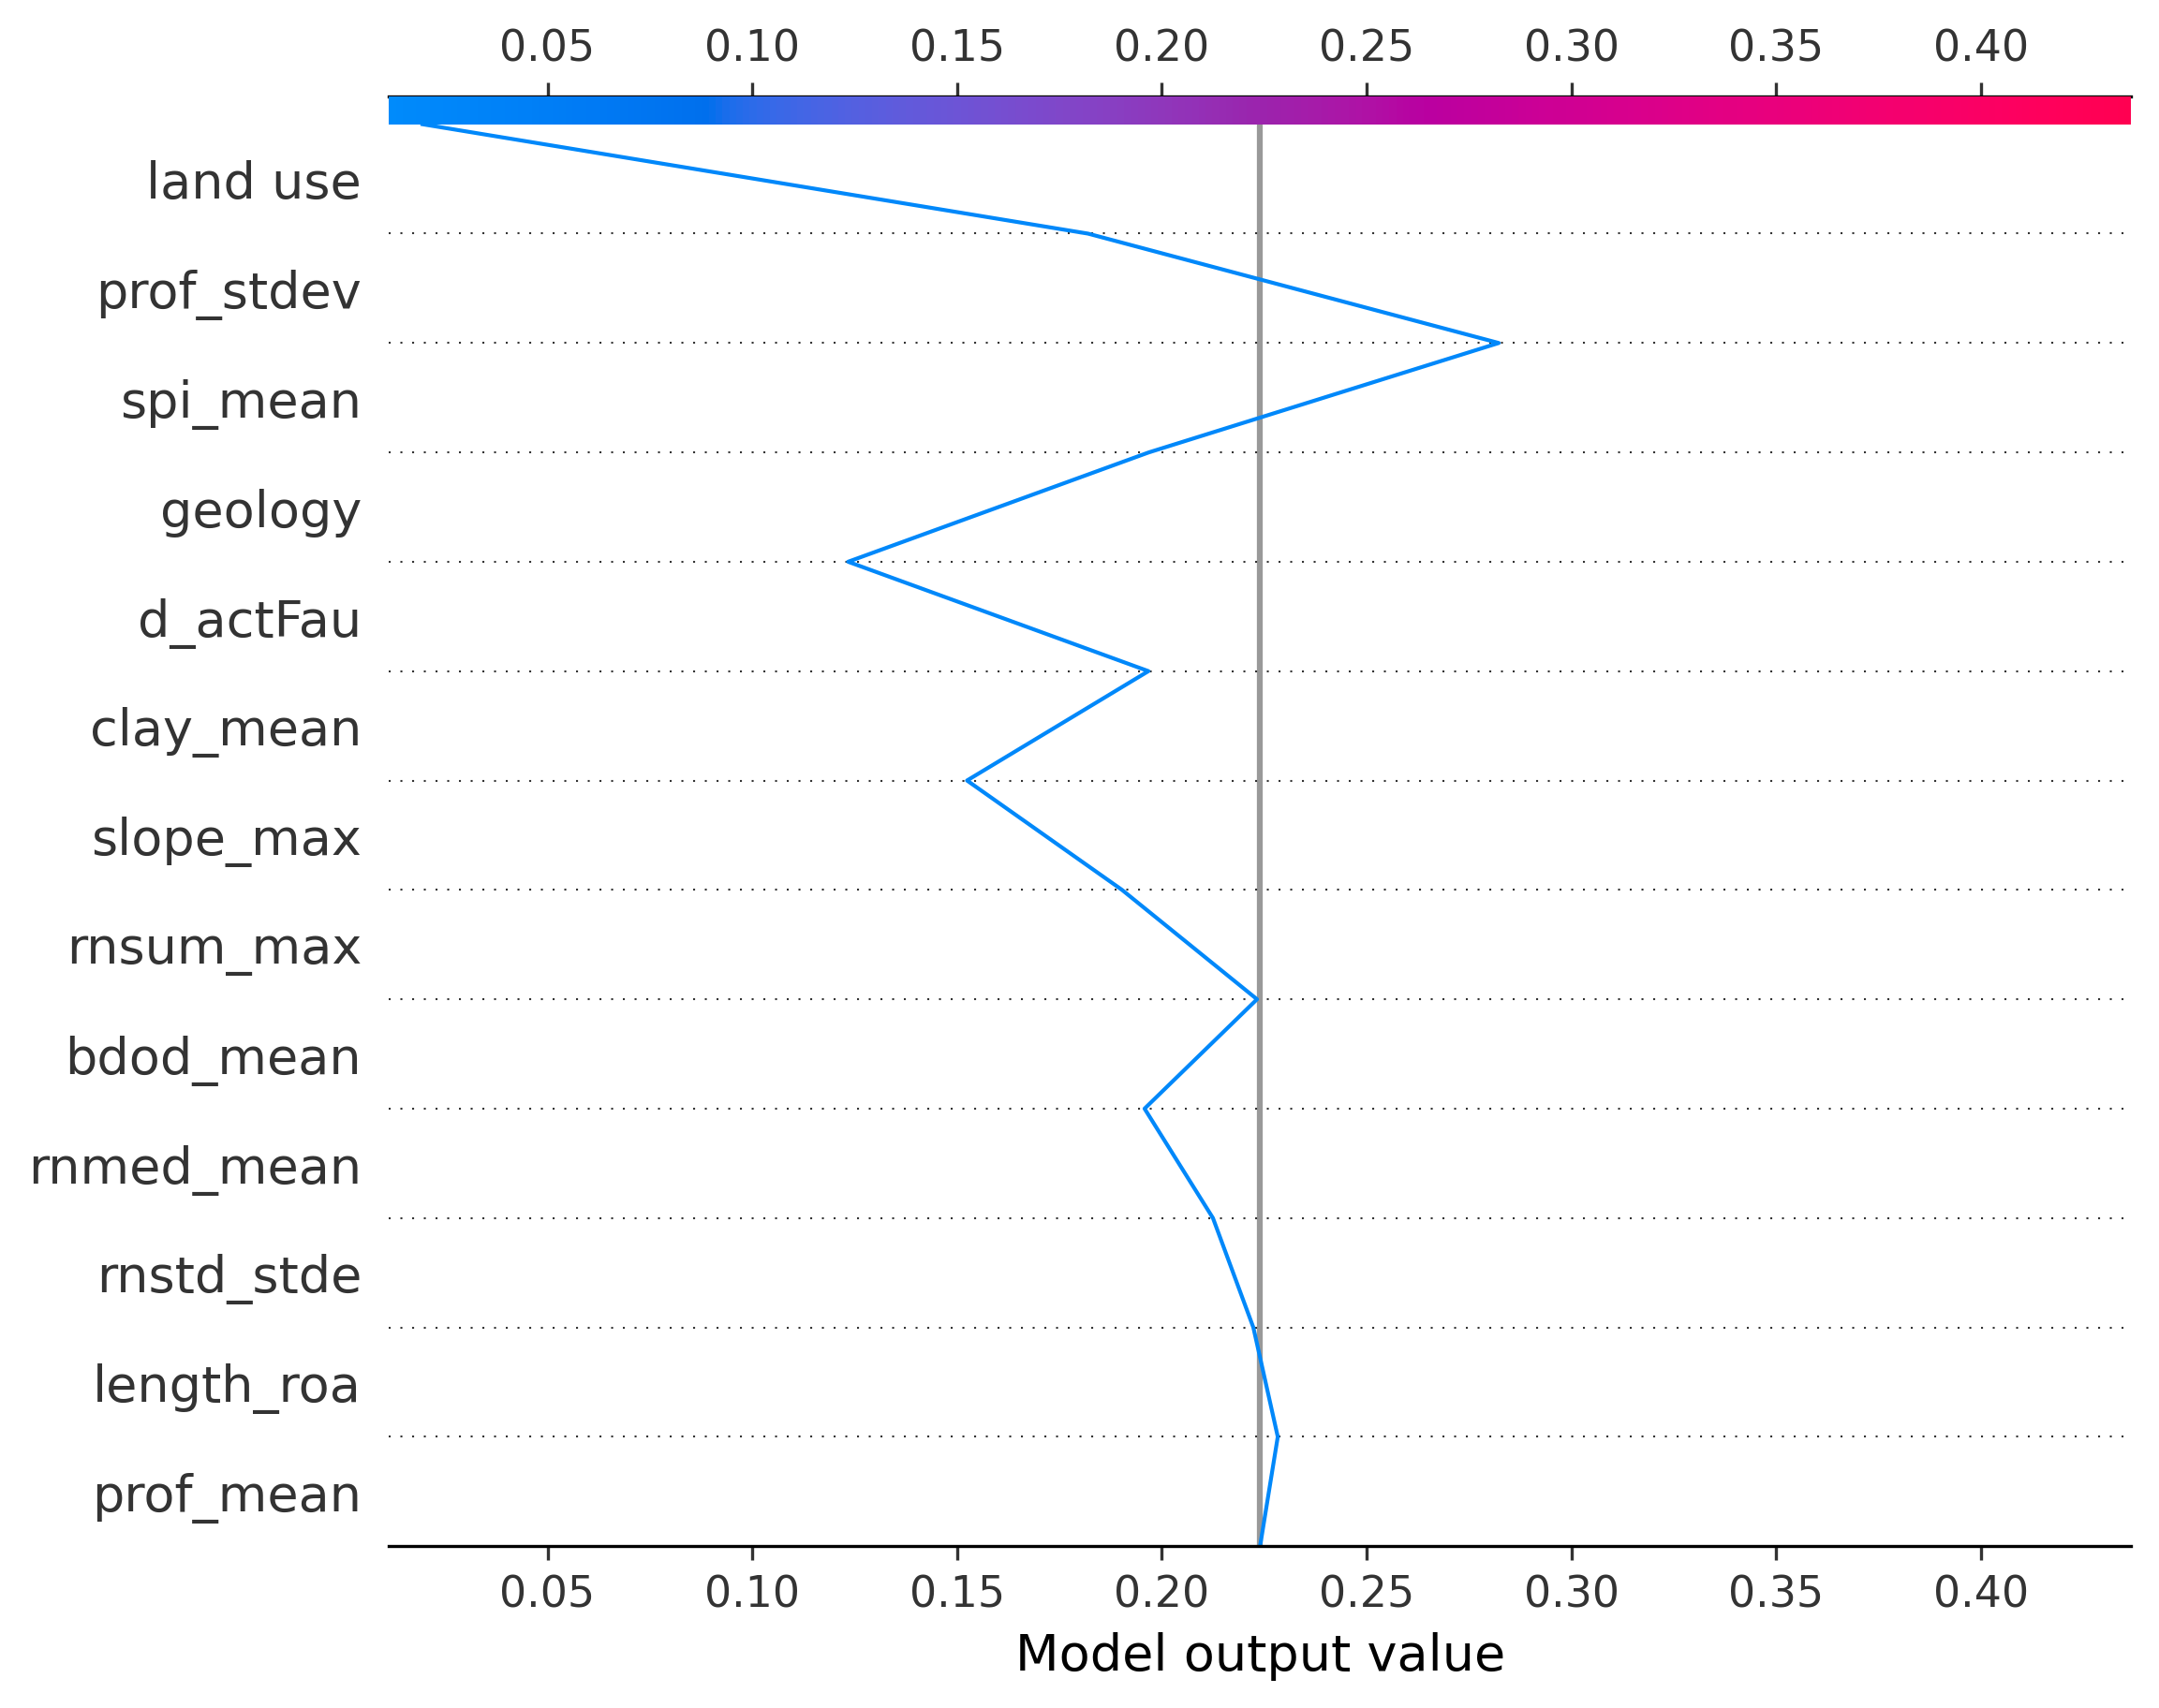 0.05 0.10 0.15 0.20 0.25 0.30 0.35 0.40
land use
prof_stdev
spi_mean
geology
d_actFau
clay_mean
slope_max
rnsum_max
bdod_mean
rnmed_mean
rnstd_stde
length_roa
prof_mean
0.05 0.10 0.15 0.20 0.25 0.30 0.35 0.40
Model output value